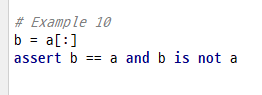 # Example 10
b = a[:]
assert b == a and b is not a